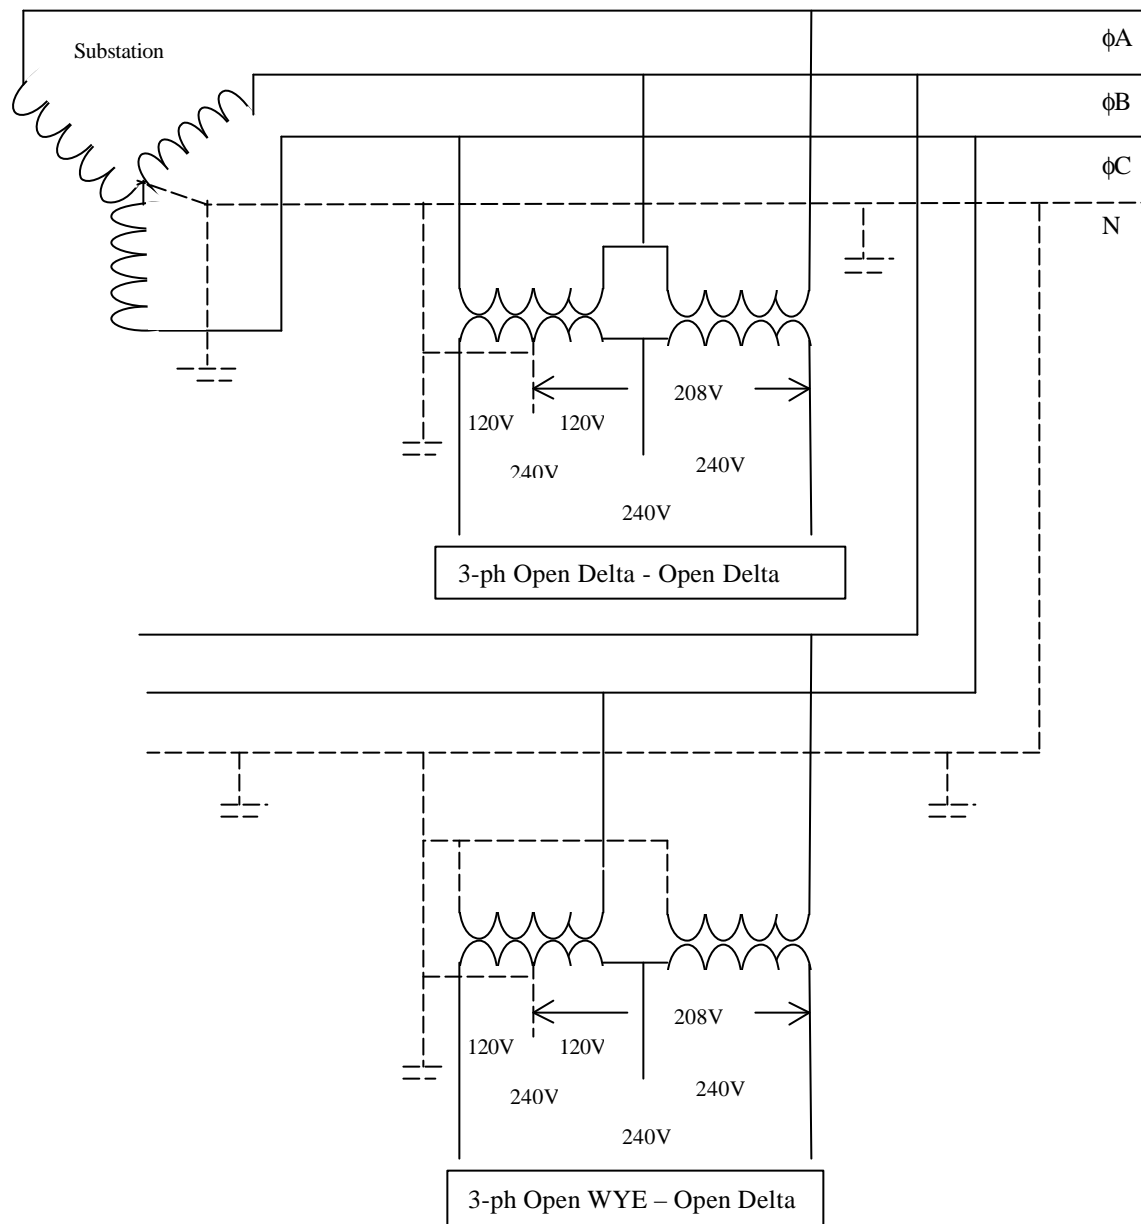 Substation
ϕA
ϕB
ϕC
N
208V
120V 120V
240V 240V
240V
3-ph Open Delta - Open Delta
208V
120V 120V
240V 240V
240V
3-ph Open WYE – Open Delta